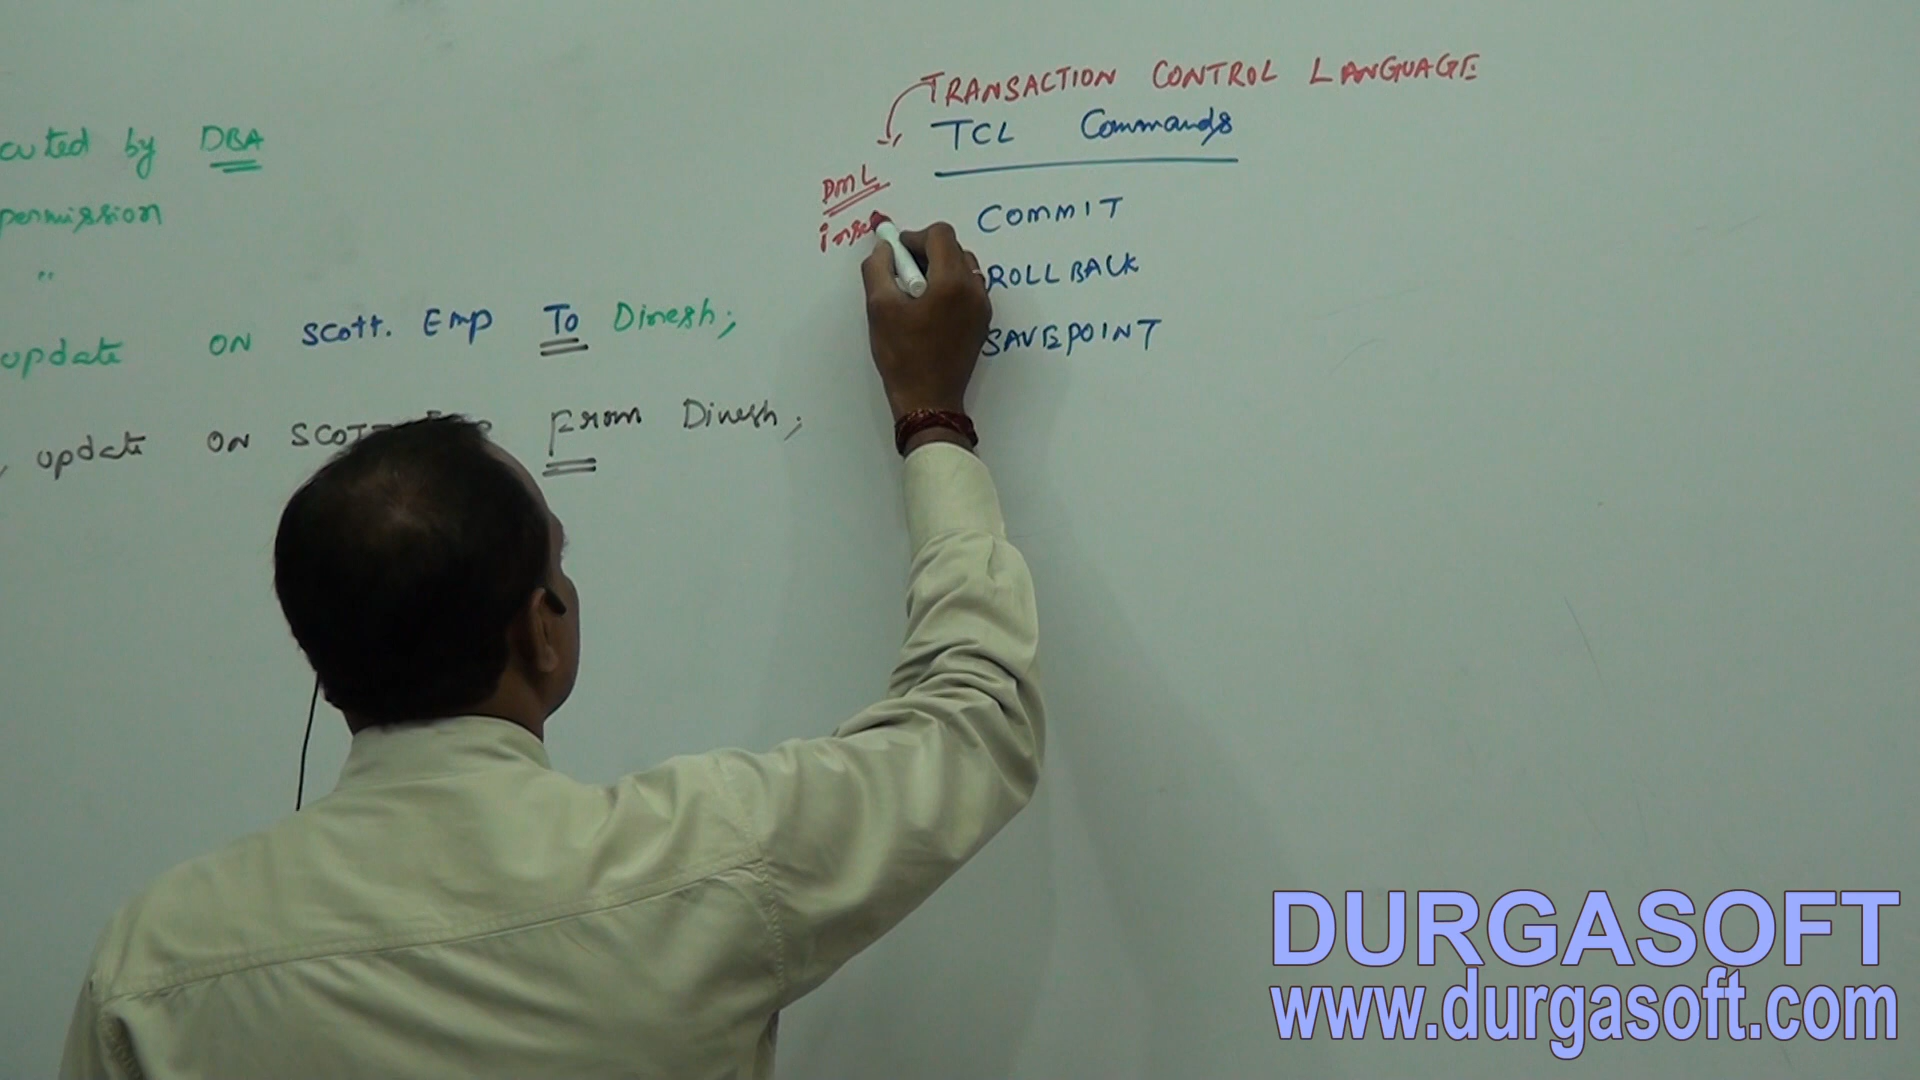 cuted by DBA
permission
"
update ON Scott. Emp To Dinesh;
, update ON SCOTT From Dinesh;
TRANSACTION CONTROL LANGUAGE
TCL Commands
DML
COMMIT
ROLLBACK
SAVEPOINT
DURGASOFT
www.durgasoft.com